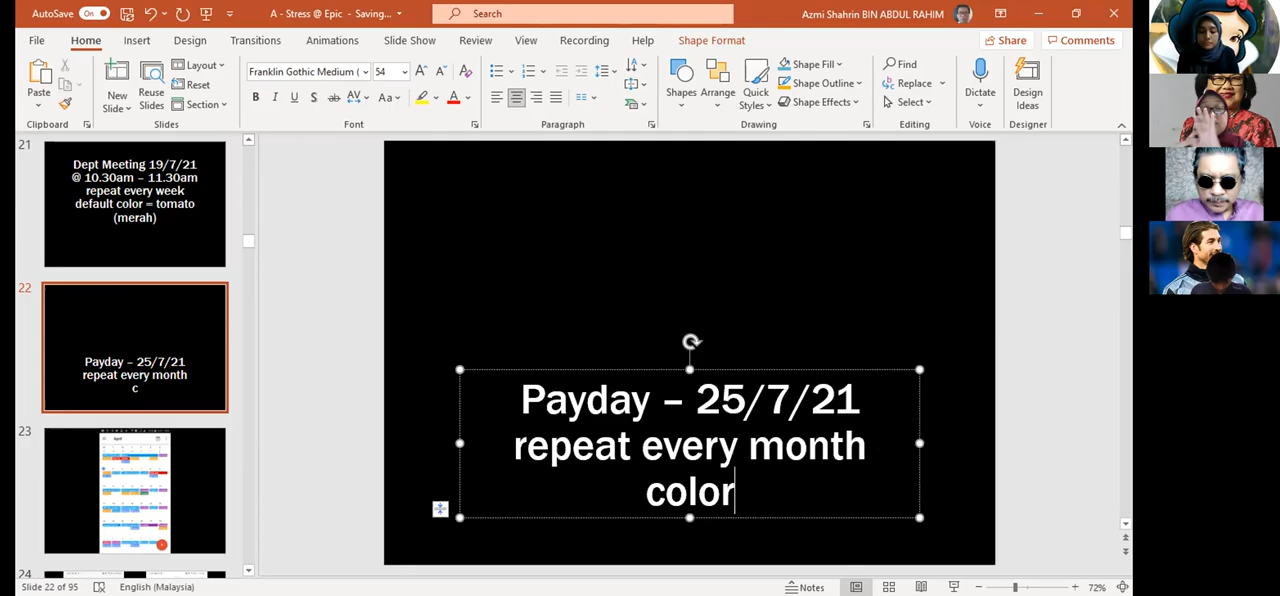 AutoSave On A - Stress @ Epic - Saving... Search Azmi Shahrin BIN ABDUL RAHIM
File Home Insert Design Transitions Animations Slide Show Review View Recording Help Shape Format Share Comments
Paste
Clipboard
New Slide
Reuse Slides
Layout
Reset
Section
Slides
Franklin Gothic Medium ( 54
B I U S ab AV Aa A
Font
Paragraph
Shapes
Arrange
Quick Styles
Shape Fill
Shape Outline
Shape Effects
Drawing
Find
Replace
Select
Editing
Dictate
Voice
Design Ideas
Designer
21
Dept Meeting 19/7/21
@ 10.30am – 11.30am
repeat every week
default color = tomato
(merah)
22
Payday – 25/7/21
repeat every month
c
23
April
24
Payday – 25/7/21
repeat every month
color
Slide 22 of 95 English (Malaysia) Notes 72%